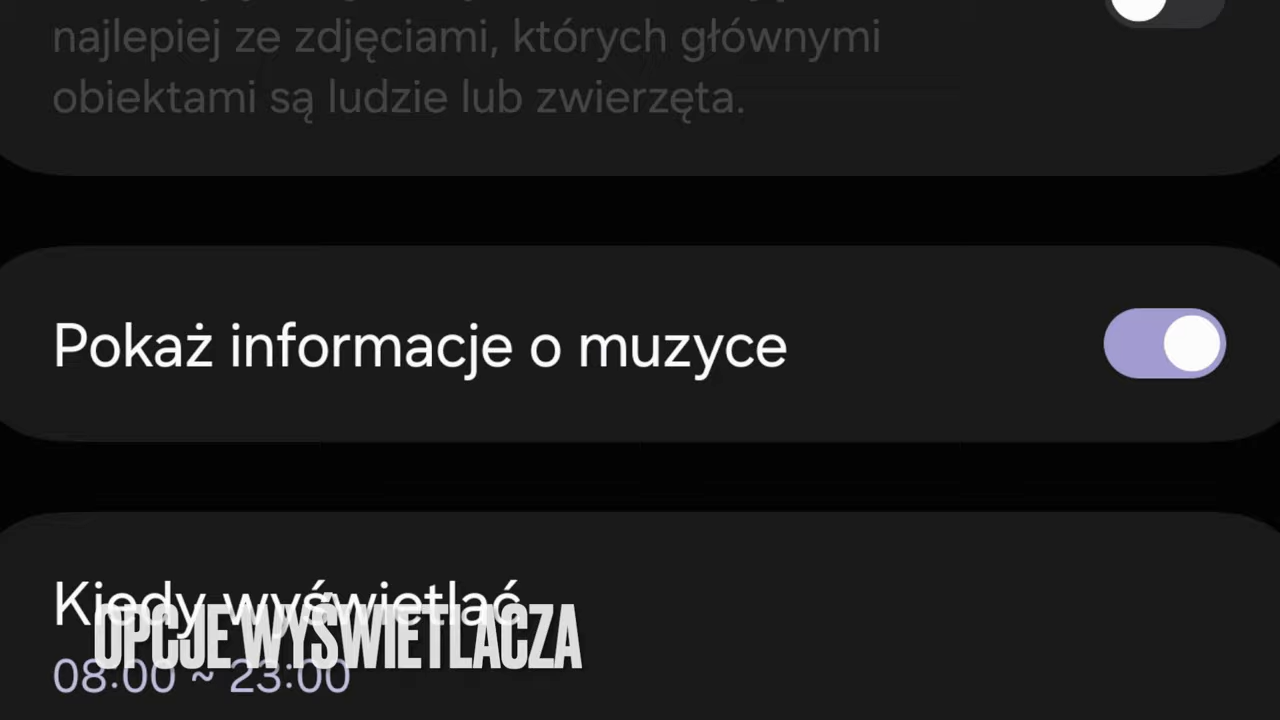 najlepiej ze zdjęciami, których głównymi
obiektami są ludzie lub zwierzęta.
Pokaż informacje o muzyce
Kiedy wyświetlać
OPCJE WYŚWIETLACZA
08:00 ~ 23:00